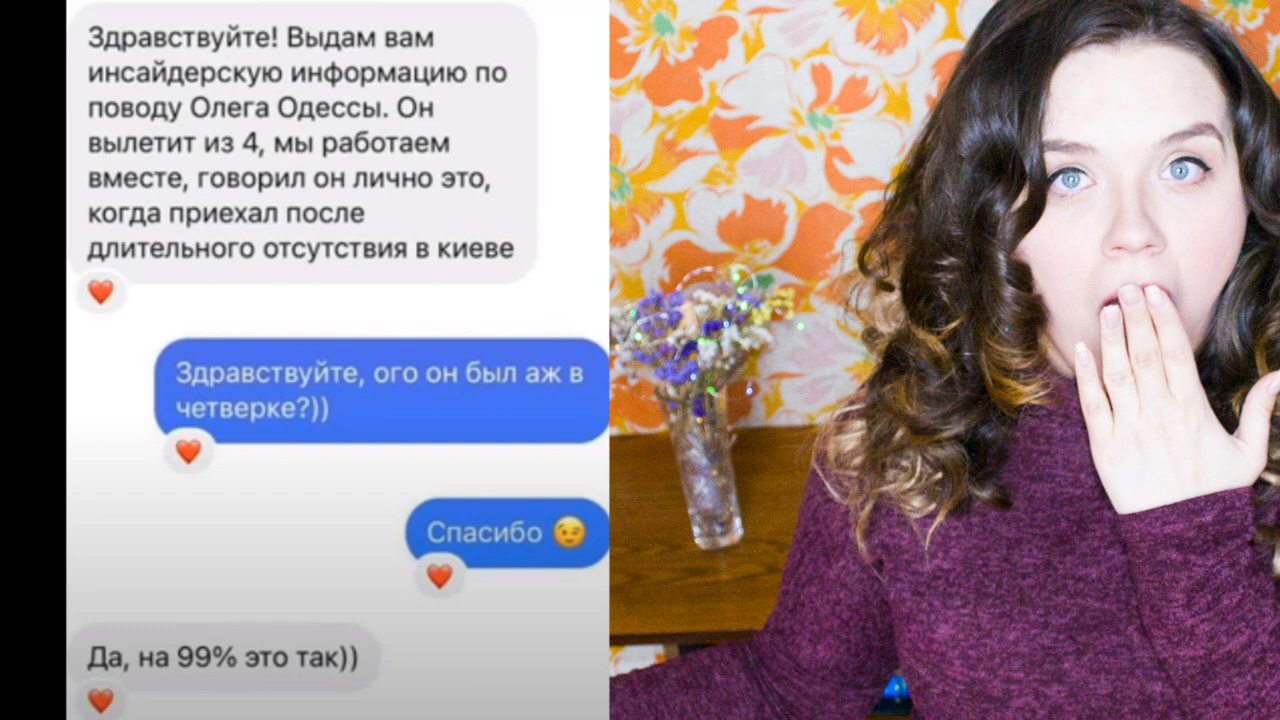 Здравствуйте! Выдам вам
инсайдерскую информацию по
поводу Олега Одессы. Он
вылетит из 4, мы работаем
вместе, говорил он лично это,
когда приехал после
длительного отсутствия в киеве
Здравствуйте, ого он был аж в
четверке?))
Спасибо 😉
Да, на 99% это так))